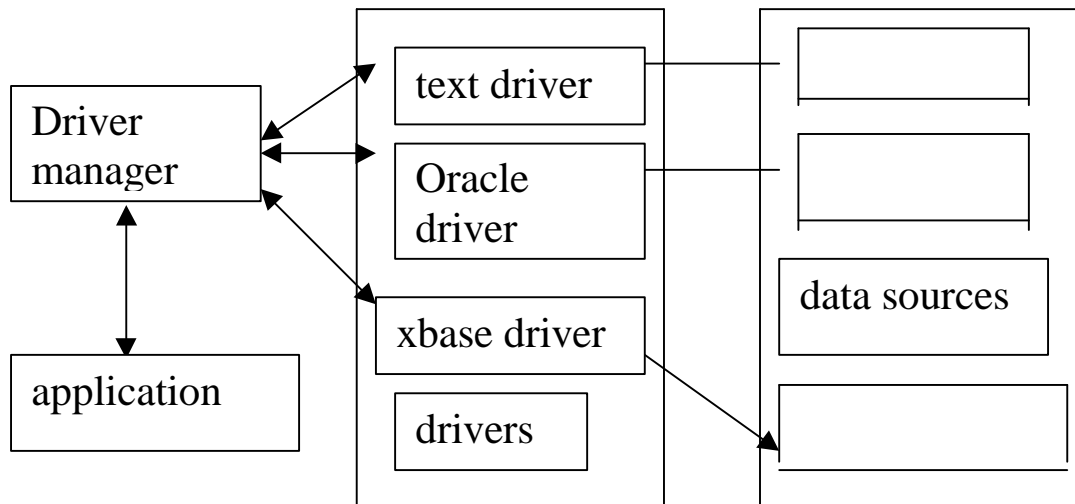 Driver
manager
application
text driver
Oracle
driver
xbase driver
drivers
data sources